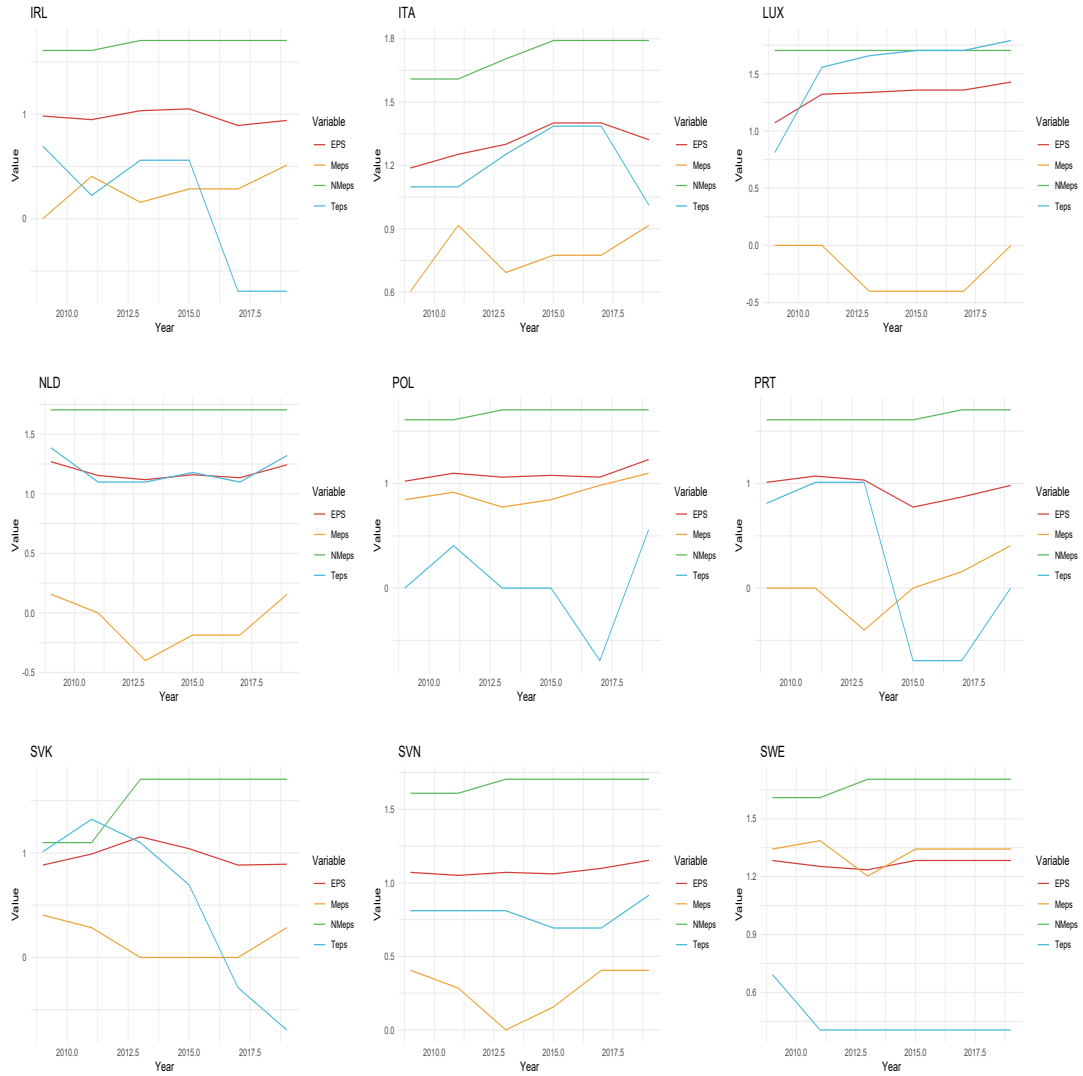 IRL
1
0
Value
2010.0 2012.5 2015.0 2017.5
Year
Variable
EPS
Meps
NMeps
Teps
ITA
1.8
1.5
1.2
0.9
0.6
Value
2010.0 2012.5 2015.0 2017.5
Year
Variable
EPS
Meps
NMeps
Teps
LUX
1.5
1.0
0.5
0.0
-0.5
Value
2010.0 2012.5 2015.0 2017.5
Year
Variable
EPS
Meps
NMeps
Teps
NLD
1.5
1.0
0.5
0.0
-0.5
Value
2010.0 2012.5 2015.0 2017.5
Year
Variable
EPS
Meps
NMeps
Teps
POL
1
0
Value
2010.0 2012.5 2015.0 2017.5
Year
Variable
EPS
Meps
NMeps
Teps
PRT
1
0
Value
2010.0 2012.5 2015.0 2017.5
Year
Variable
EPS
Meps
NMeps
Teps
SVK
1
0
Value
2010.0 2012.5 2015.0 2017.5
Year
Variable
EPS
Meps
NMeps
Teps
SVN
1.5
1.0
0.5
0.0
Value
2010.0 2012.5 2015.0 2017.5
Year
Variable
EPS
Meps
NMeps
Teps
SWE
1.5
1.2
0.9
0.6
Value
2010.0 2012.5 2015.0 2017.5
Year
Variable
EPS
Meps
NMeps
Teps